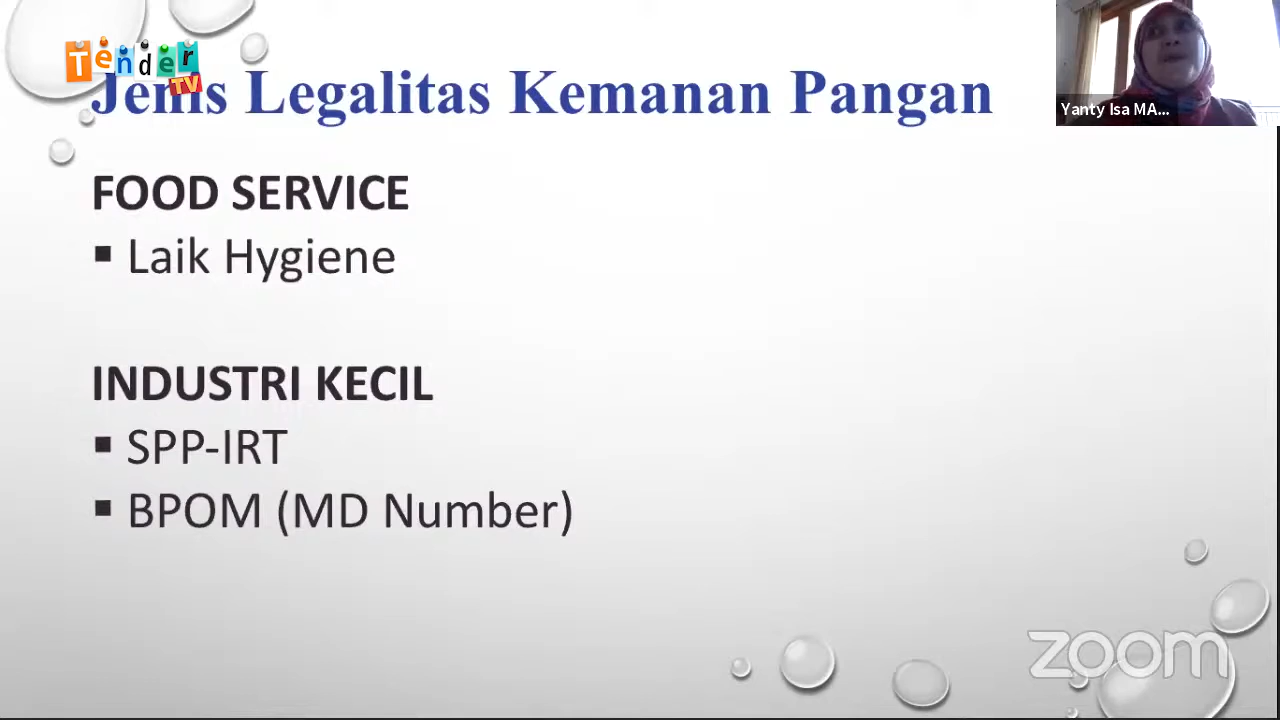 Tender
TV
Jenis Legalitas Kemanan Pangan
Yanty Isa MA...
FOOD SERVICE
▪ Laik Hygiene
INDUSTRI KECIL
▪ SPP-IRT
▪ BPOM (MD Number)
zoom